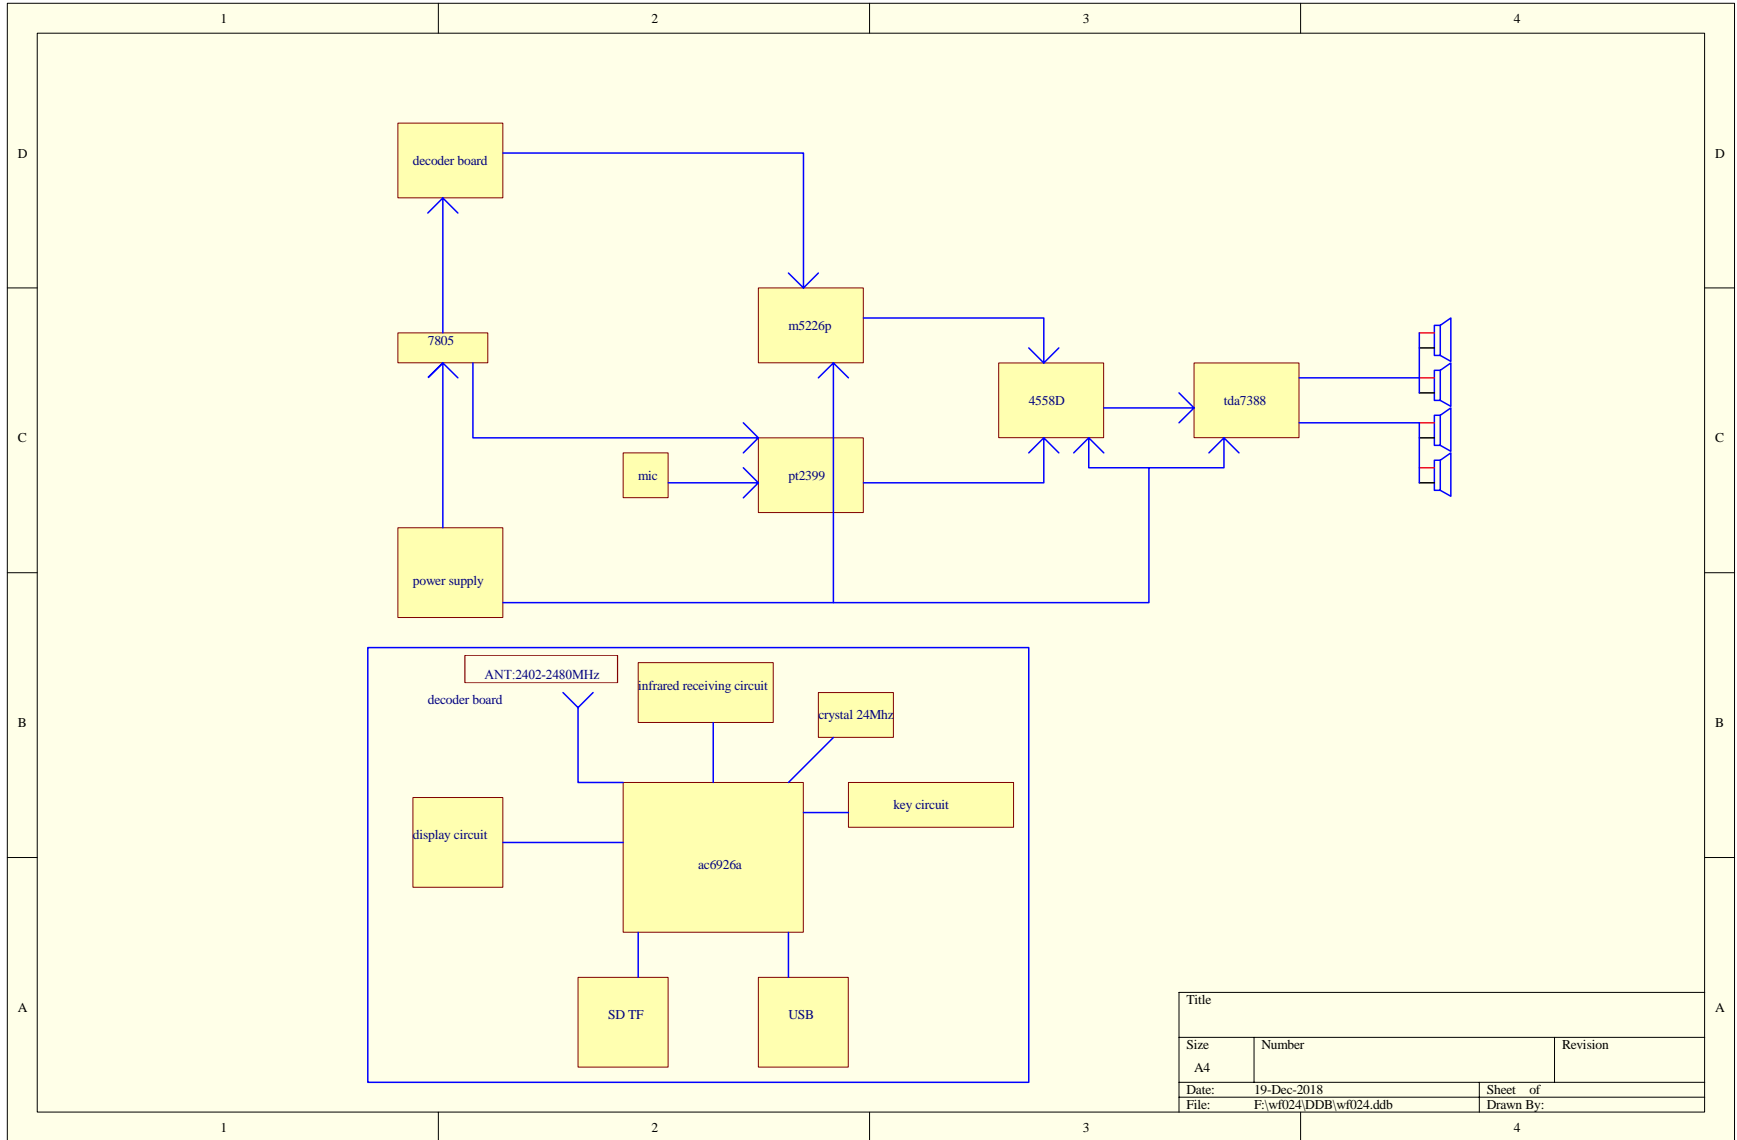 1 2 3 4
D D
decoder board
m5226p
7805
4558D tda7388
C C
mic pt2399
power supply
ANT:2402-2480MHz
infrared receiving circuit
decoder board
crystal 24Mhz
B B
key circuit
display circuit
ac6926a
Title
A A
SD TF USB
Size Number Revision
A4
Date: 19-Dec-2018 Sheet of
File: F:\wf024\DDB\wf024.ddb Drawn By:
1 2 3 4